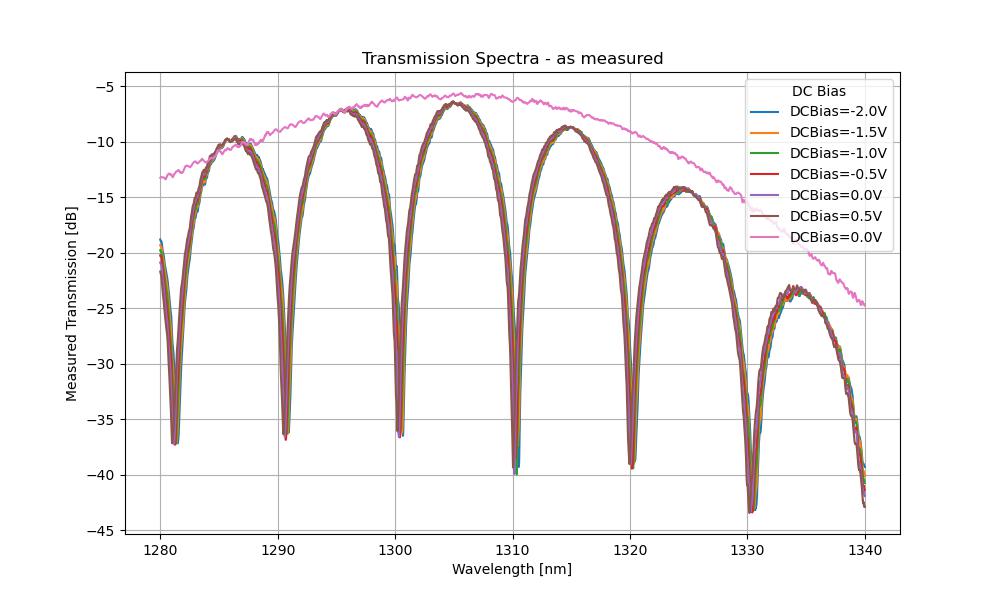 Transmission Spectra - as measured
Measured Transmission [dB]
−5
−10
−15
−20
−25
−30
−35
−40
−45
DC Bias
DCBias=-2.0V
DCBias=-1.5V
DCBias=-1.0V
DCBias=-0.5V
DCBias=0.0V
DCBias=0.5V
DCBias=0.0V
1280
1290
1300
1310
1320
1330
1340
Wavelength [nm]